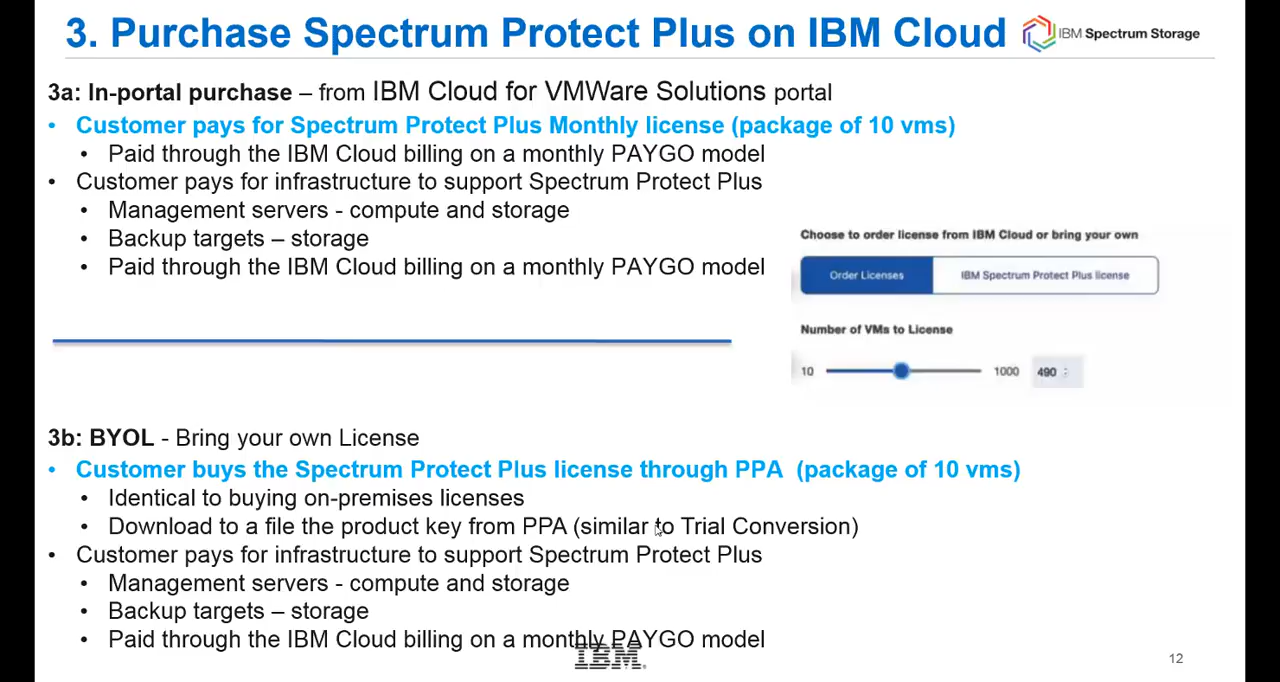 3. Purchase Spectrum Protect Plus on IBM Cloud
IBM Spectrum Storage
3a: In-portal purchase – from IBM Cloud for VMWare Solutions portal
• Customer pays for Spectrum Protect Plus Monthly license (package of 10 vms)
• Paid through the IBM Cloud billing on a monthly PAYGO model
• Customer pays for infrastructure to support Spectrum Protect Plus
• Management servers - compute and storage
• Backup targets – storage
• Paid through the IBM Cloud billing on a monthly PAYGO model
Choose to order license from IBM Cloud or bring your own
Order Licenses IBM Spectrum Protect Plus license
Number of VMs to License
10 1000 490
3b: BYOL - Bring your own License
• Customer buys the Spectrum Protect Plus license through PPA (package of 10 vms)
• Identical to buying on-premises licenses
• Download to a file the product key from PPA (similar to Trial Conversion)
• Customer pays for infrastructure to support Spectrum Protect Plus
• Management servers - compute and storage
• Backup targets – storage
• Paid through the IBM Cloud billing on a monthly PAYGO model
IBM
12